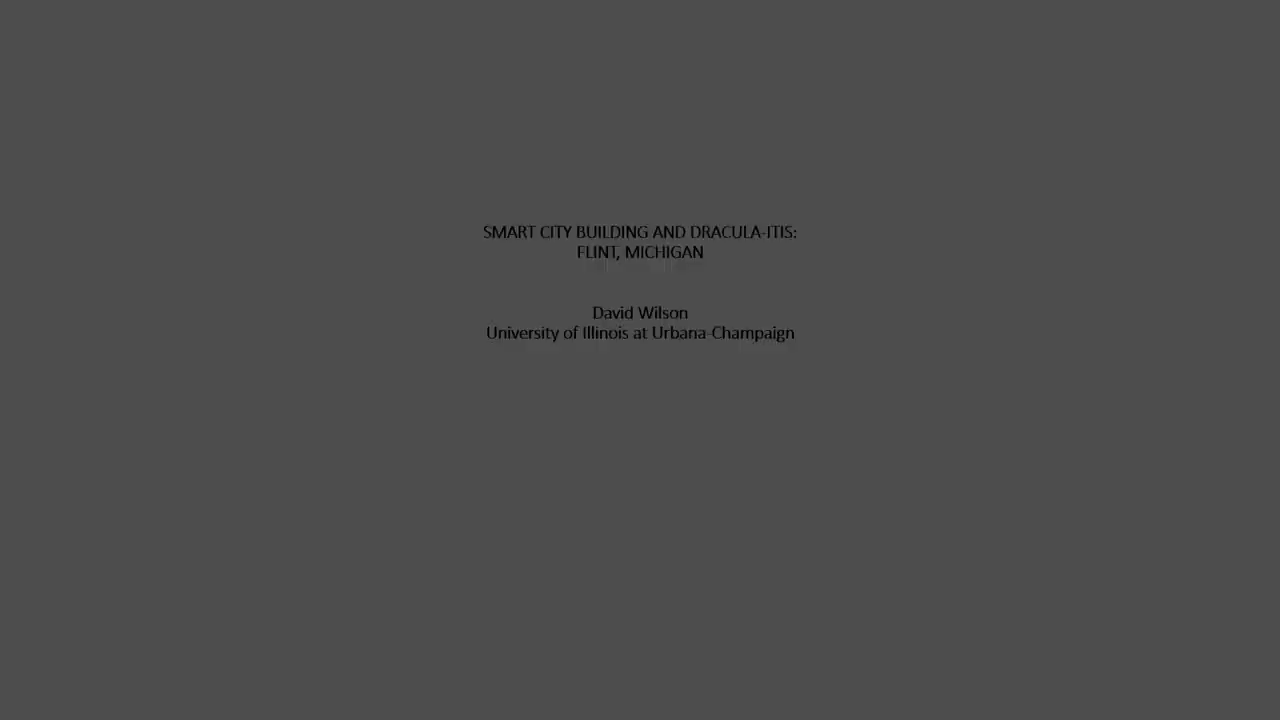 SMART CITY BUILDING AND DRACULA-ITIS:
FLINT, MICHIGAN
David Wilson
University of Illinois at Urbana-Champaign